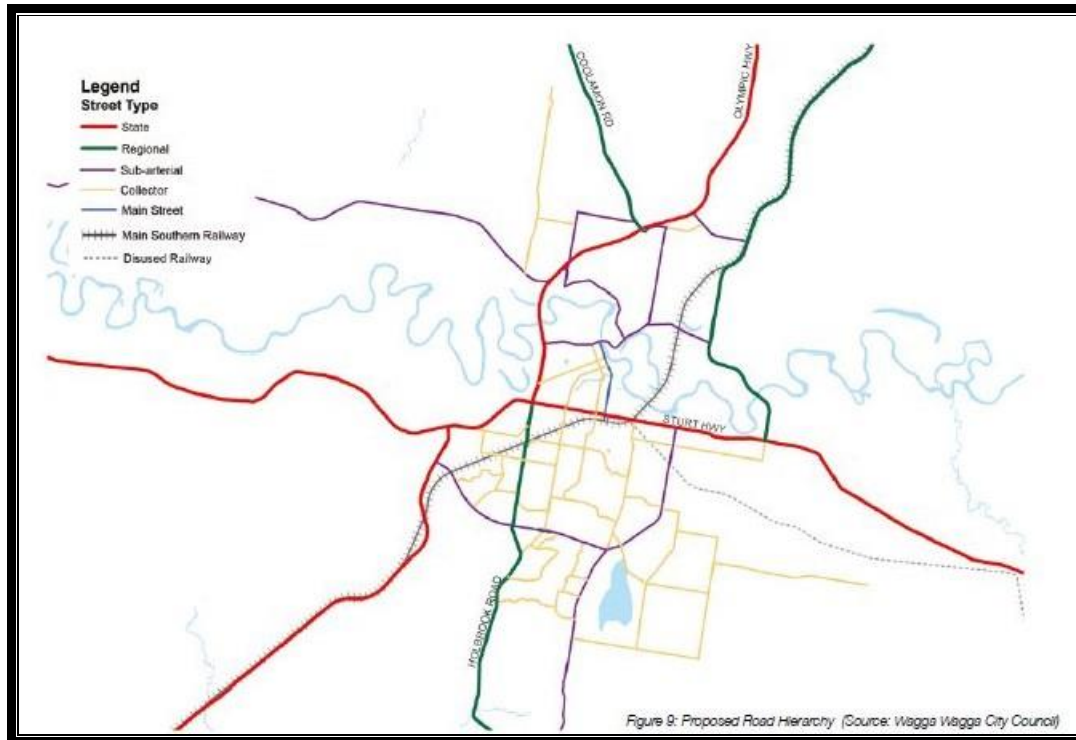 Legend
Street Type
State
Regional
Sub-arterial
Collector
Main Street
Main Southern Railway
Disused Railway
COOLAMON RD
OLYMPIC HWY
STURT HWY
HOLBROOK ROAD
Figure 9: Proposed Road Hierarchy (Source: Wagga Wagga City Council)